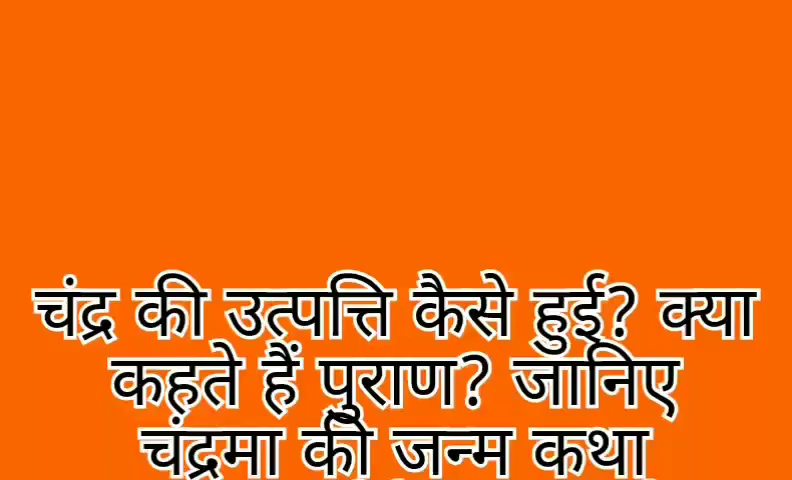 चंद्र की उत्पत्ति कैसे हुई? क्या
कहते हैं पुराण? जानिए
चंद्रमा की जन्म कथा